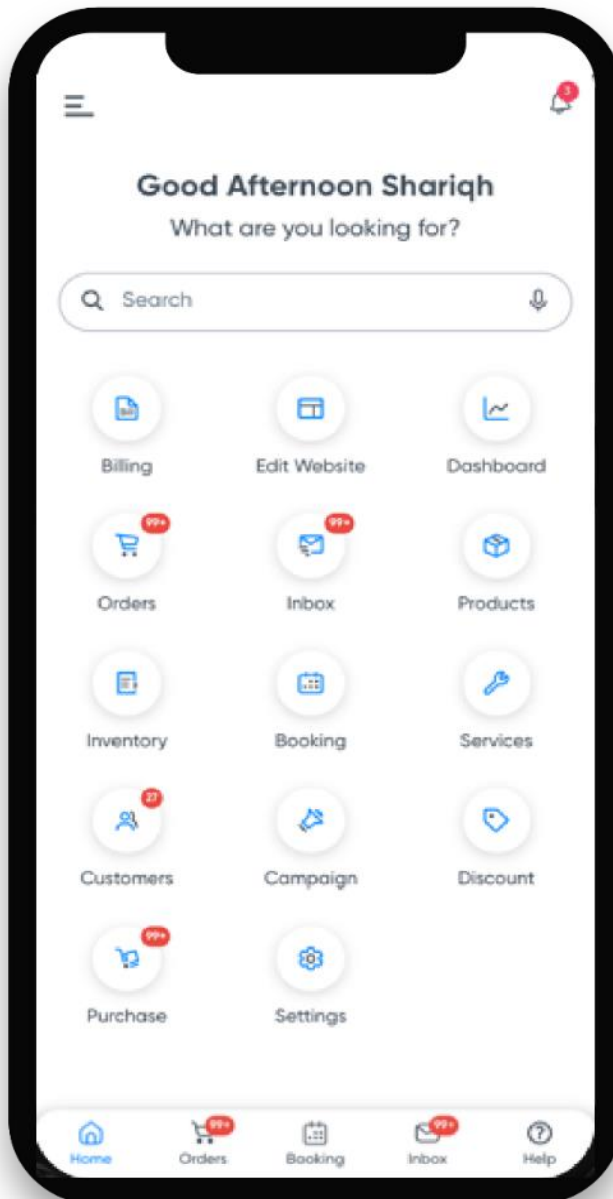 3
Good Afternoon Shariqh
What are you looking for?
Search
Billing Edit Website Dashboard
99+ 99+
Orders Inbox Products
Inventory Booking Services
27
Customers Campaign Discount
99+
Purchase Settings
99+ 99+
Home Orders Booking Inbox Help